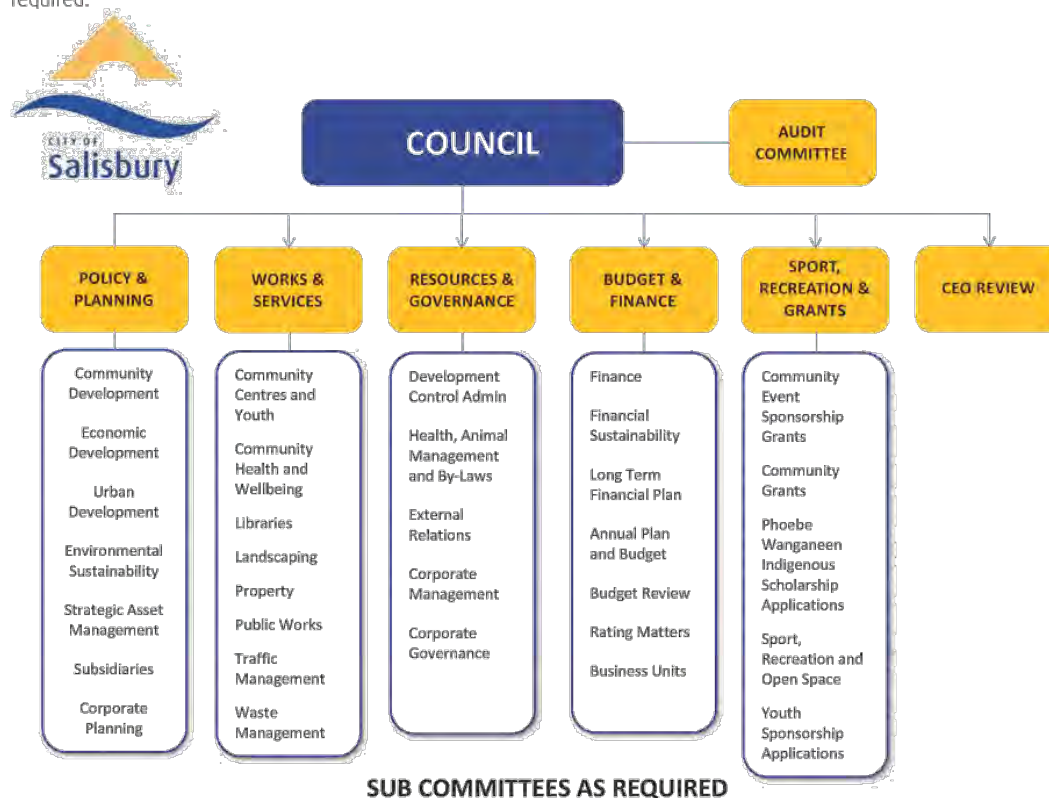 required.
CITY OF
Salisbury
COUNCIL
AUDIT
COMMITTEE
POLICY &
PLANNING
WORKS &
SERVICES
RESOURCES &
GOVERNANCE
BUDGET &
FINANCE
SPORT,
RECREATION &
GRANTS
CEO REVIEW
Community
Development
Economic
Development
Urban
Development
Environmental
Sustainability
Strategic Asset
Management
Subsidiaries
Corporate
Planning
Community
Centres and
Youth
Community
Health and
Wellbeing
Libraries
Landscaping
Property
Public Works
Traffic
Management
Waste
Management
Development
Control Admin
Health, Animal
Management
and By-Laws
External
Relations
Corporate
Management
Corporate
Governance
Finance
Financial
Sustainability
Long Term
Financial Plan
Annual Plan
and Budget
Budget Review
Rating Matters
Business Units
Community
Event
Sponsorship
Grants
Community
Grants
Phoebe
Wanganeen
Indigenous
Scholarship
Applications
Sport,
Recreation and
Open Space
Youth
Sponsorship
Applications
SUB COMMITTEES AS REQUIRED